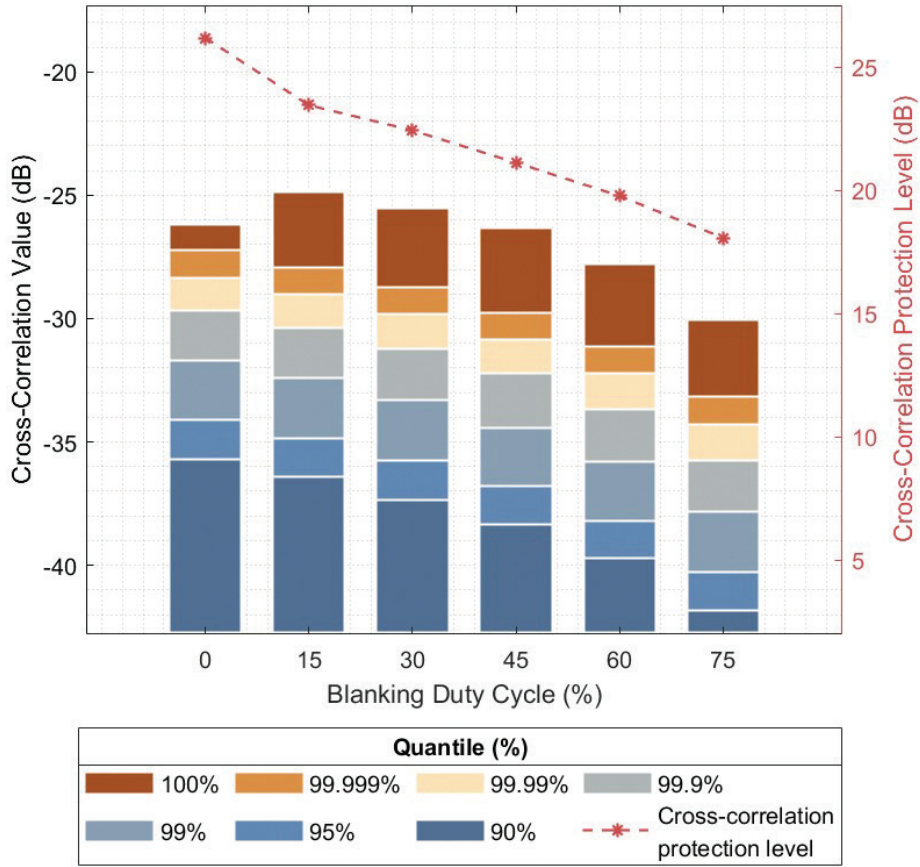 -20
-25
-30
-35
-40
Cross-Correlation Value (dB)
25
20
15
10
5
Cross-Correlation Protection Level (dB)
0 15 30 45 60 75
Blanking Duty Cycle (%)
Quantile (%)
100% 99.999% 99.99% 99.9%
99% 95% 90% Cross-correlation
protection level